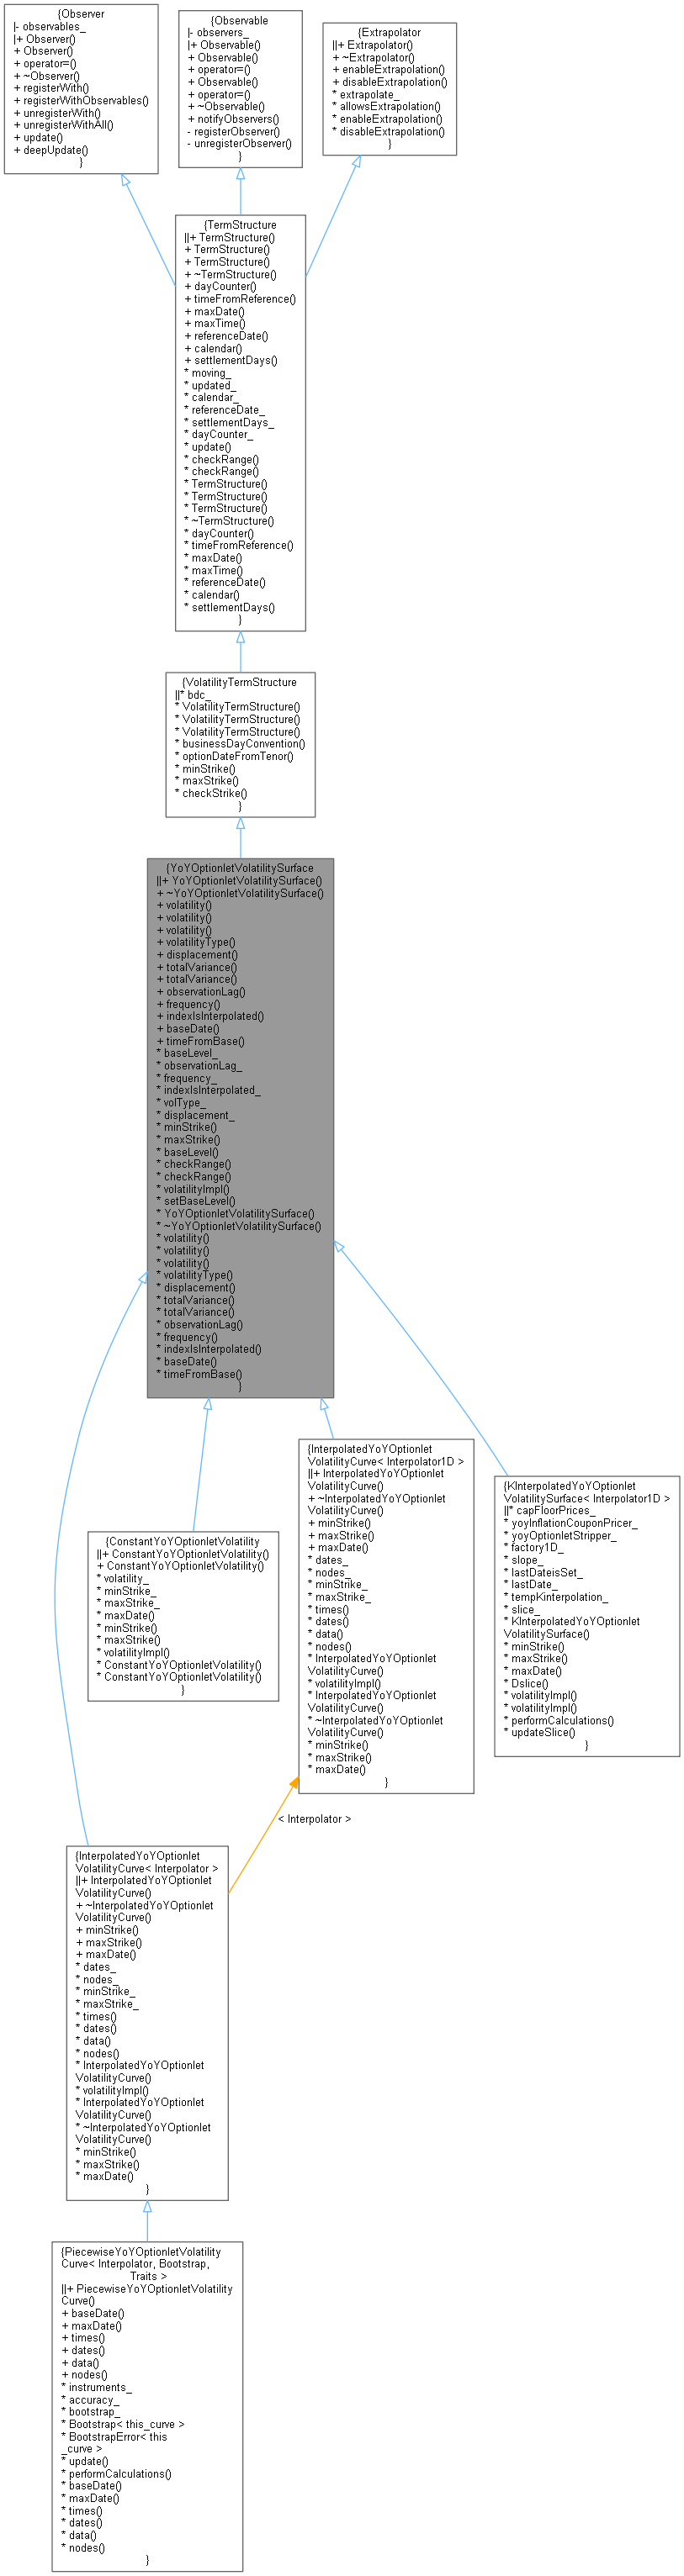 {Observer
|- observables_
|+ Observer()
+ Observer()
+ operator=()
+ ~Observer()
+ registerWith()
+ registerWithObservables()
+ unregisterWith()
+ unregisterWithAll()
+ update()
+ deepUpdate()
}
{Observable
|- observers_
|+ Observable()
+ Observable()
+ operator=()
+ Observable()
+ operator=()
+ ~Observable()
+ notifyObservers()
- registerObserver()
- unregisterObserver()
}
{Extrapolator
||+ Extrapolator()
+ ~Extrapolator()
+ enableExtrapolation()
+ disableExtrapolation()
* extrapolate_
* allowsExtrapolation()
* enableExtrapolation()
* disableExtrapolation()
}
{TermStructure
||+ TermStructure()
+ TermStructure()
+ TermStructure()
+ ~TermStructure()
+ dayCounter()
+ timeFromReference()
+ maxDate()
+ maxTime()
+ referenceDate()
+ calendar()
+ settlementDays()
* moving_
* updated_
* calendar_
* referenceDate_
* settlementDays_
* dayCounter_
* update()
* checkRange()
* checkRange()
* TermStructure()
* TermStructure()
* TermStructure()
* ~TermStructure()
* dayCounter()
* timeFromReference()
* maxDate()
* maxTime()
* referenceDate()
* calendar()
* settlementDays()
}
{VolatilityTermStructure
||* bdc_
* VolatilityTermStructure()
* VolatilityTermStructure()
* VolatilityTermStructure()
* businessDayConvention()
* optionDateFromTenor()
* minStrike()
* maxStrike()
* checkStrike()
}
{YoYOptionletVolatilitySurface
||+ YoYOptionletVolatilitySurface()
+ ~YoYOptionletVolatilitySurface()
+ volatility()
+ volatility()
+ volatility()
+ volatilityType()
+ displacement()
+ totalVariance()
+ totalVariance()
+ observationLag()
+ frequency()
+ indexIsInterpolated()
+ baseDate()
+ timeFromBase()
* baseLevel_
* observationLag_
* frequency_
* indexIsInterpolated_
* volType_
* displacement_
* minStrike()
* maxStrike()
* baseLevel()
* checkRange()
* checkRange()
* volatilityImpl()
* setBaseLevel()
* YoYOptionletVolatilitySurface()
* ~YoYOptionletVolatilitySurface()
* volatility()
* volatility()
* volatility()
* volatilityType()
* displacement()
* totalVariance()
* totalVariance()
* observationLag()
* frequency()
* indexIsInterpolated()
* baseDate()
* timeFromBase()
}
{ConstantYoYOptionletVolatility
||+ ConstantYoYOptionletVolatility()
+ ConstantYoYOptionletVolatility()
* volatility_
* minStrike_
* maxStrike_
* maxDate()
* minStrike()
* maxStrike()
* volatilityImpl()
* ConstantYoYOptionletVolatility()
* ConstantYoYOptionletVolatility()
}
{InterpolatedYoYOptionlet
VolatilityCurve< Interpolator1D >
||+ InterpolatedYoYOptionlet
VolatilityCurve()
+ ~InterpolatedYoYOptionlet
VolatilityCurve()
+ minStrike()
+ maxStrike()
+ maxDate()
* dates_
* nodes_
* minStrike_
* maxStrike_
* times()
* dates()
* data()
* nodes()
* InterpolatedYoYOptionlet
VolatilityCurve()
* volatilityImpl()
* InterpolatedYoYOptionlet
VolatilityCurve()
* ~InterpolatedYoYOptionlet
VolatilityCurve()
* minStrike()
* maxStrike()
* maxDate()
}
{KInterpolatedYoYOptionlet
VolatilitySurface< Interpolator1D >
||* capFloorPrices_
* yoyInflationCouponPricer_
* yoyOptionletStripper_
* factory1D_
* slope_
* lastDateisSet_
* lastDate_
* tempKinterpolation_
* slice_
* KInterpolatedYoYOptionlet
VolatilitySurface()
* minStrike()
* maxStrike()
* maxDate()
* Dslice()
* volatilityImpl()
* volatilityImpl()
* performCalculations()
* updateSlice()
}
< Interpolator >
{InterpolatedYoYOptionlet
VolatilityCurve< Interpolator >
||+ InterpolatedYoYOptionlet
VolatilityCurve()
+ ~InterpolatedYoYOptionlet
VolatilityCurve()
+ minStrike()
+ maxStrike()
+ maxDate()
* dates_
* nodes_
* minStrike_
* maxStrike_
* times()
* dates()
* data()
* nodes()
* InterpolatedYoYOptionlet
VolatilityCurve()
* volatilityImpl()
* InterpolatedYoYOptionlet
VolatilityCurve()
* ~InterpolatedYoYOptionlet
VolatilityCurve()
* minStrike()
* maxStrike()
* maxDate()
}
{PiecewiseYoYOptionletVolatility
Curve< Interpolator, Bootstrap,
Traits >
||+ PiecewiseYoYOptionletVolatility
Curve()
+ baseDate()
+ maxDate()
+ times()
+ dates()
+ data()
+ nodes()
* instruments_
* accuracy_
* bootstrap_
* Bootstrap< this_curve >
* BootstrapError< this
_curve >
* update()
* performCalculations()
* baseDate()
* maxDate()
* times()
* dates()
* data()
* nodes()
}